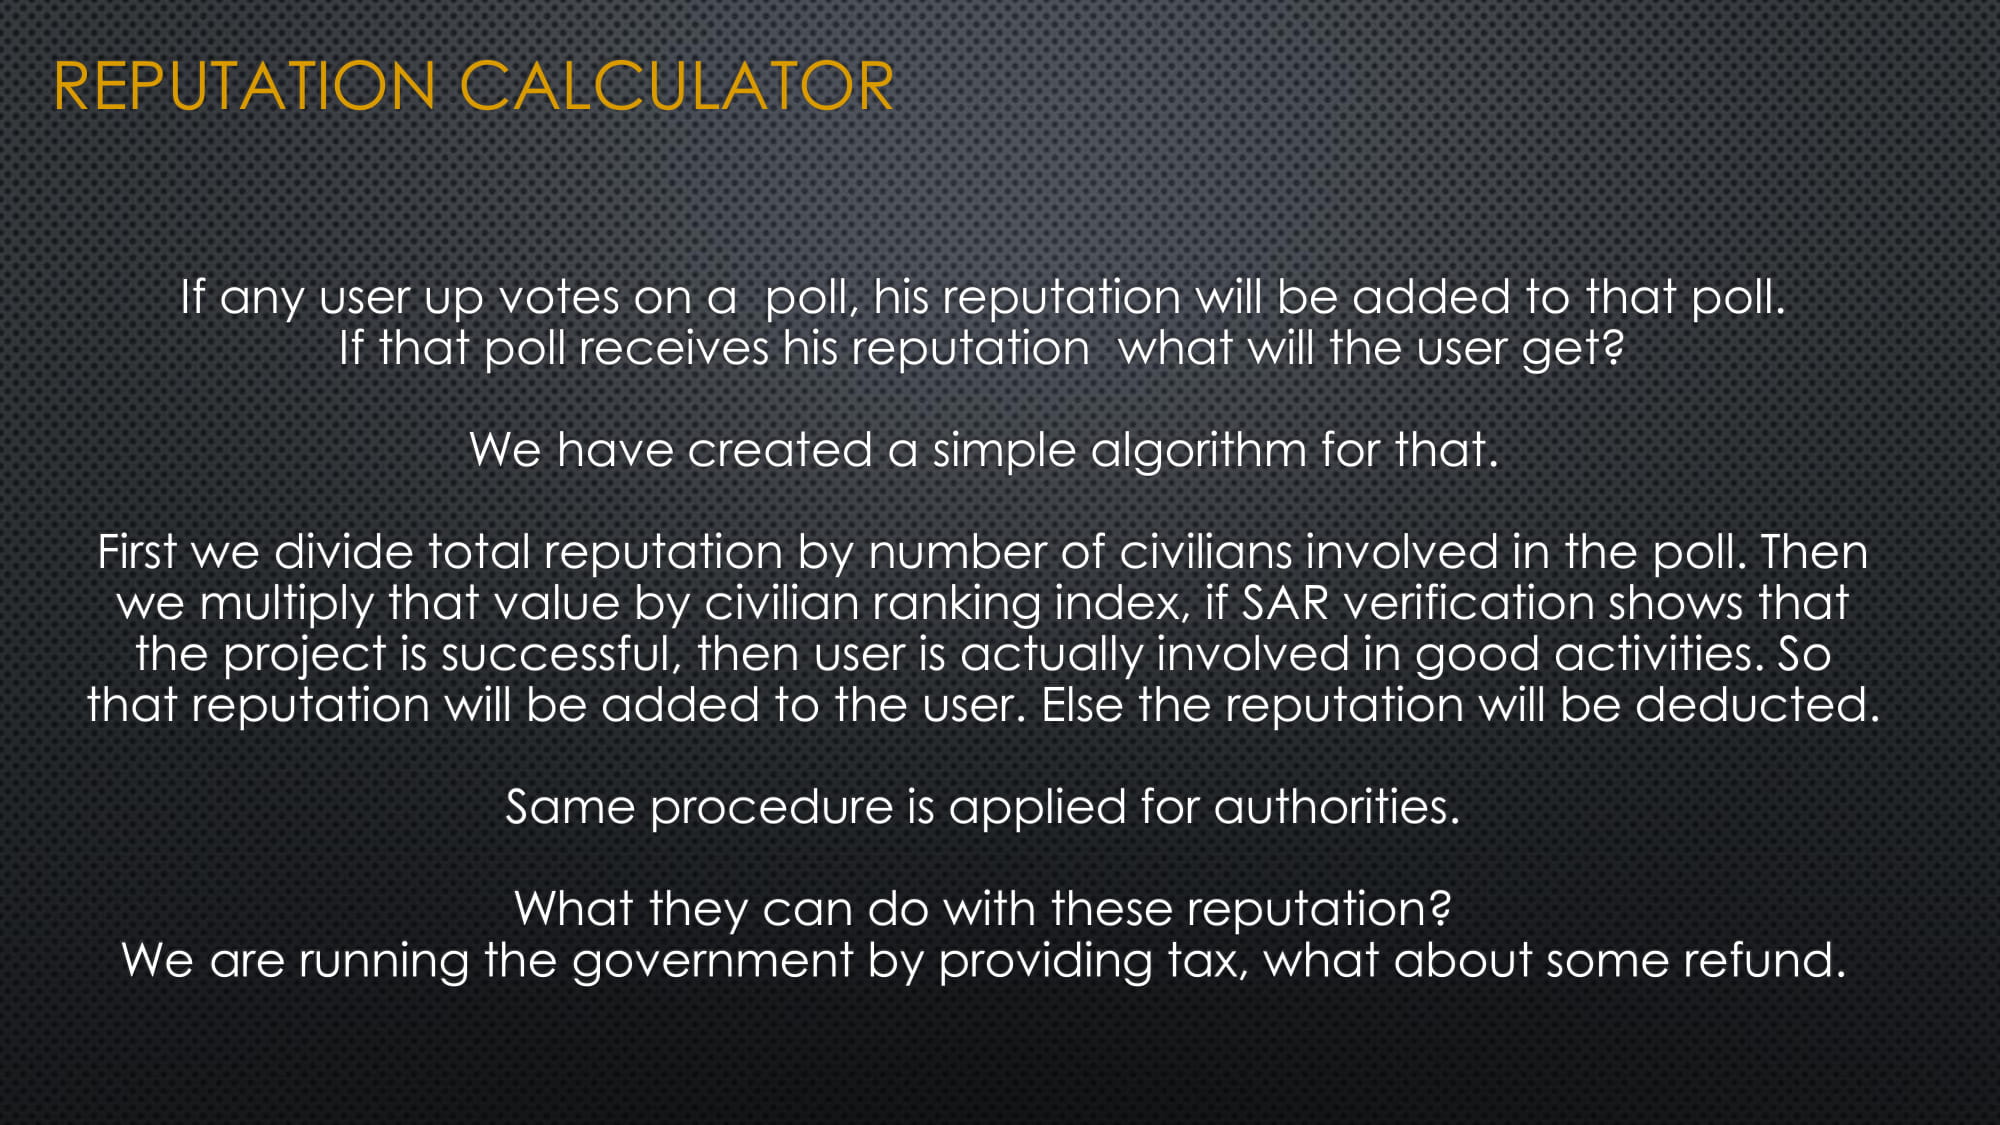 REPUTATION CALCULATOR
If any user up votes on a  poll, his reputation will be added to that poll.
If that poll receives his reputation  what will the user get?
We have created a simple algorithm for that.
First we divide total reputation by number of civilians involved in the poll. Then
we multiply that value by civilian ranking index, if SAR verification shows that
the project is successful, then user is actually involved in good activities. So
that reputation will be added to the user. Else the reputation will be deducted.
Same procedure is applied for authorities.
What they can do with these reputation?
We are running the government by providing tax, what about some refund.